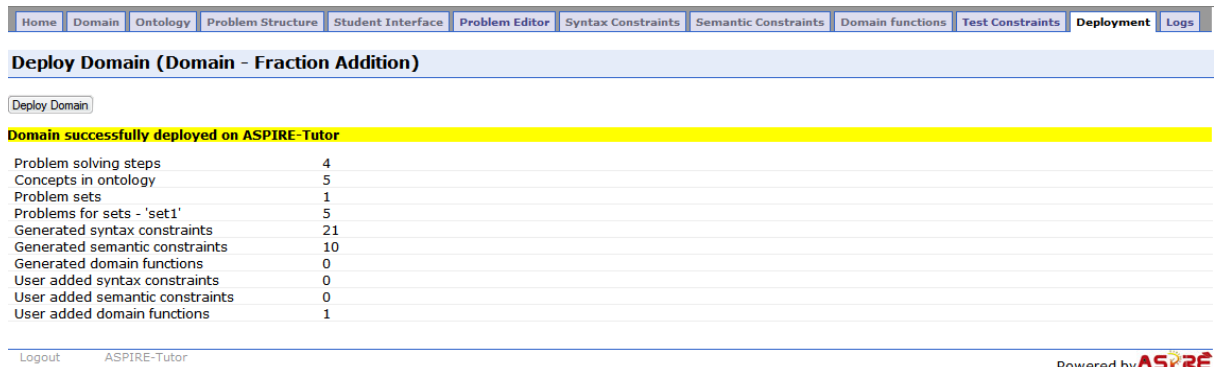 Home Domain Ontology Problem Structure Student Interface Problem Editor Syntax Constraints Semantic Constraints Domain functions Test Constraints Deployment Logs
Deploy Domain (Domain - Fraction Addition)
Deploy Domain
Domain successfully deployed on ASPIRE-Tutor
Problem solving steps 4
Concepts in ontology 5
Problem sets 1
Problems for sets - 'set1' 5
Generated syntax constraints 21
Generated semantic constraints 10
Generated domain functions 0
User added syntax constraints 0
User added semantic constraints 0
User added domain functions 1
Logout ASPIRE-Tutor
Powered by ASPIRE